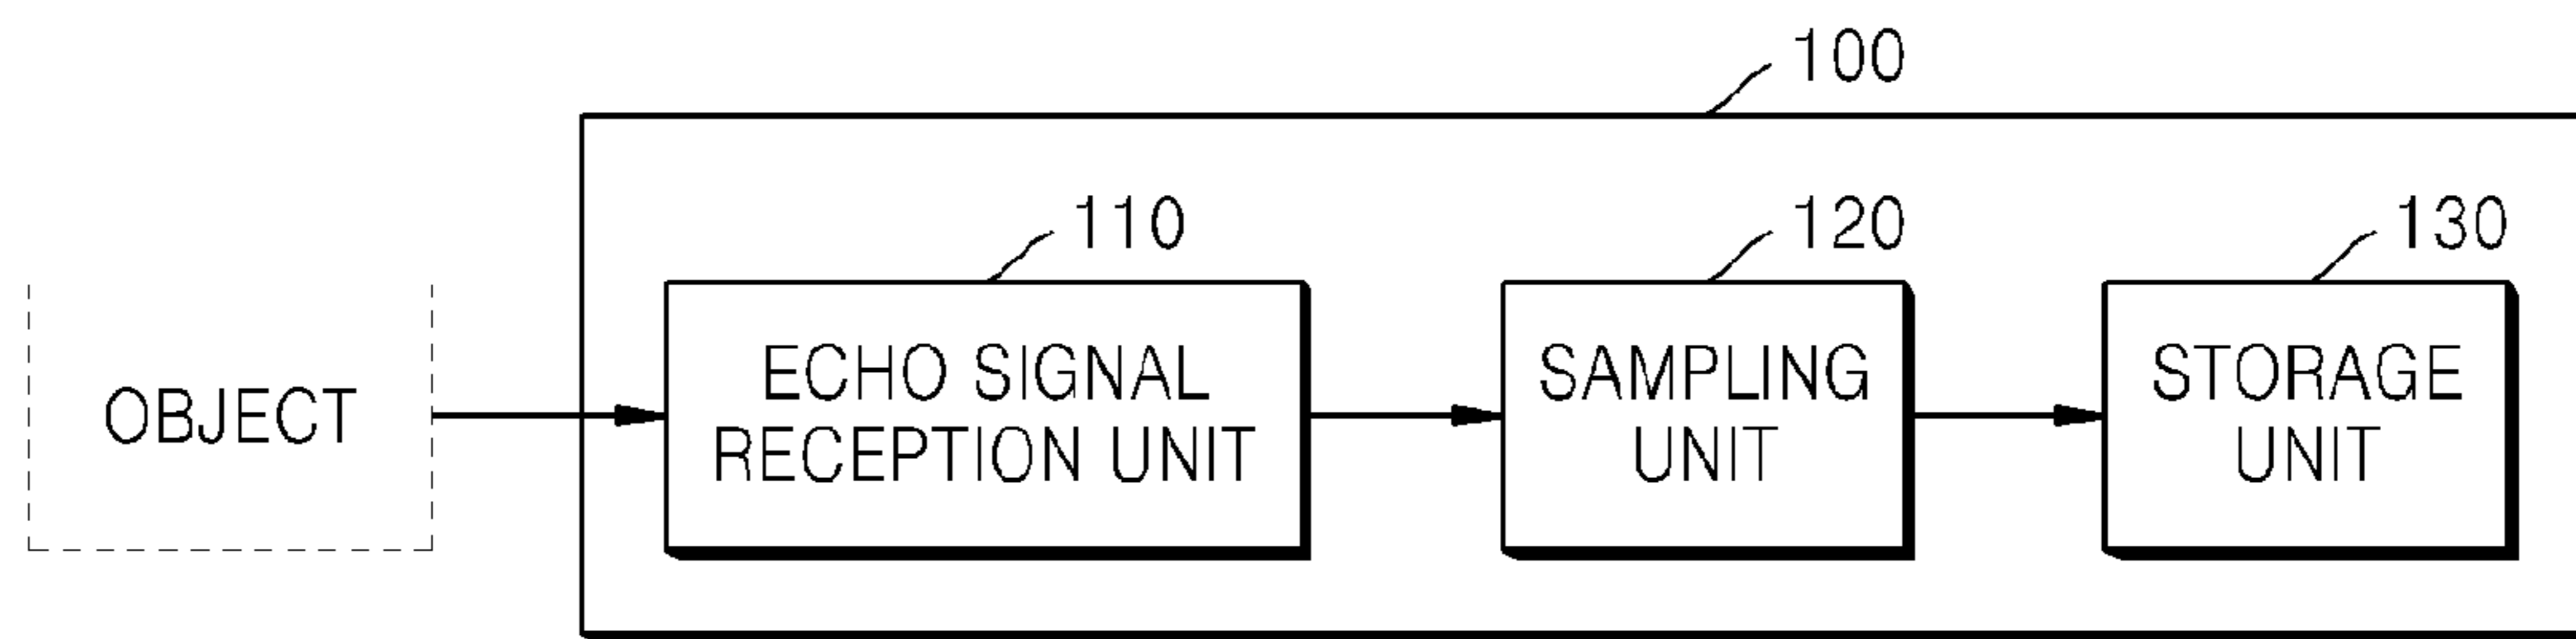 100
110
120
130
OBJECT
ECHO SIGNAL
RECEPTION UNIT
SAMPLING
UNIT
STORAGE
UNIT